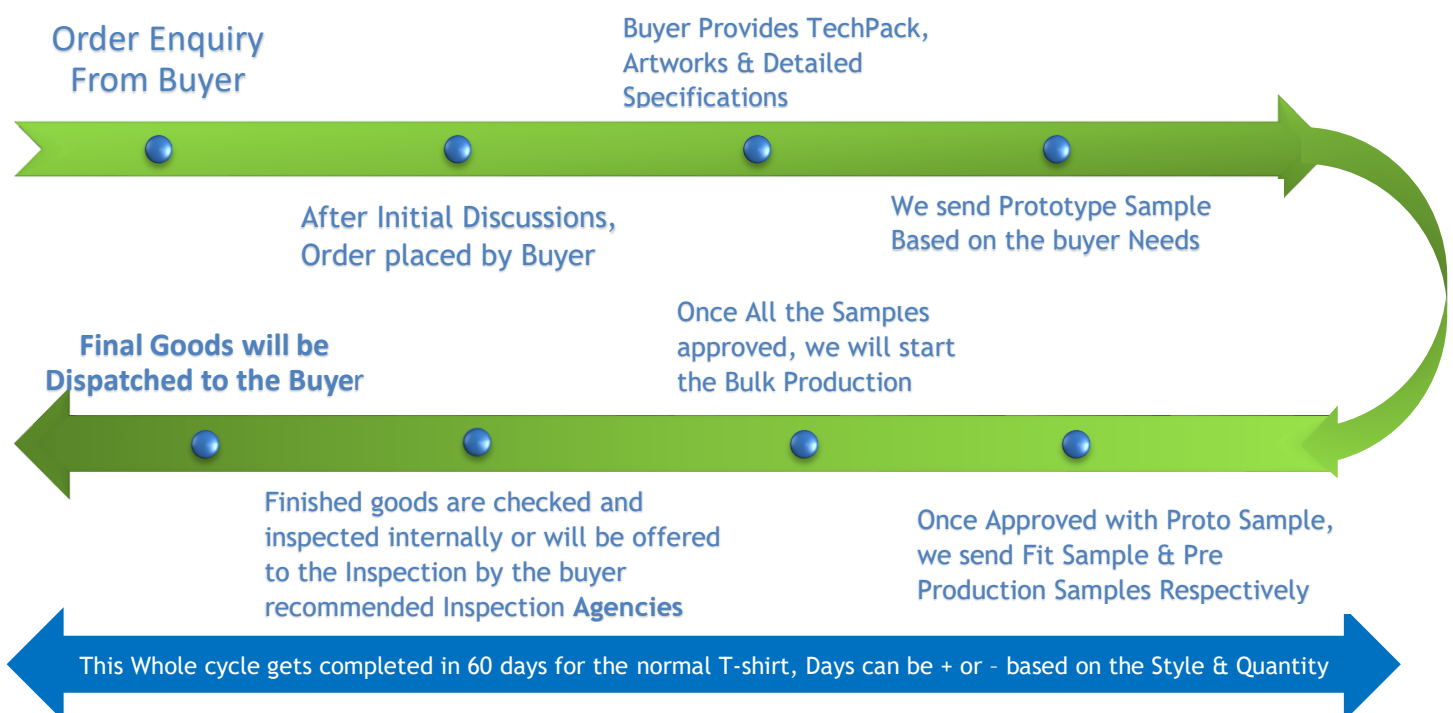 Order Enquiry
From Buyer
After Initial Discussions,
Order placed by Buyer
Buyer Provides TechPack,
Artworks & Detailed
Specifications
We send Prototype Sample
Based on the buyer Needs
Once Approved with Proto Sample,
we send Fit Sample & Pre
Production Samples Respectively
Once All the Samples
approved, we will start
the Bulk Production
Finished goods are checked and
inspected internally or will be offered
to the Inspection by the buyer
recommended Inspection Agencies
Final Goods will be
Dispatched to the Buyer
This Whole cycle gets completed in 60 days for the normal T-shirt, Days can be + or – based on the Style & Quantity